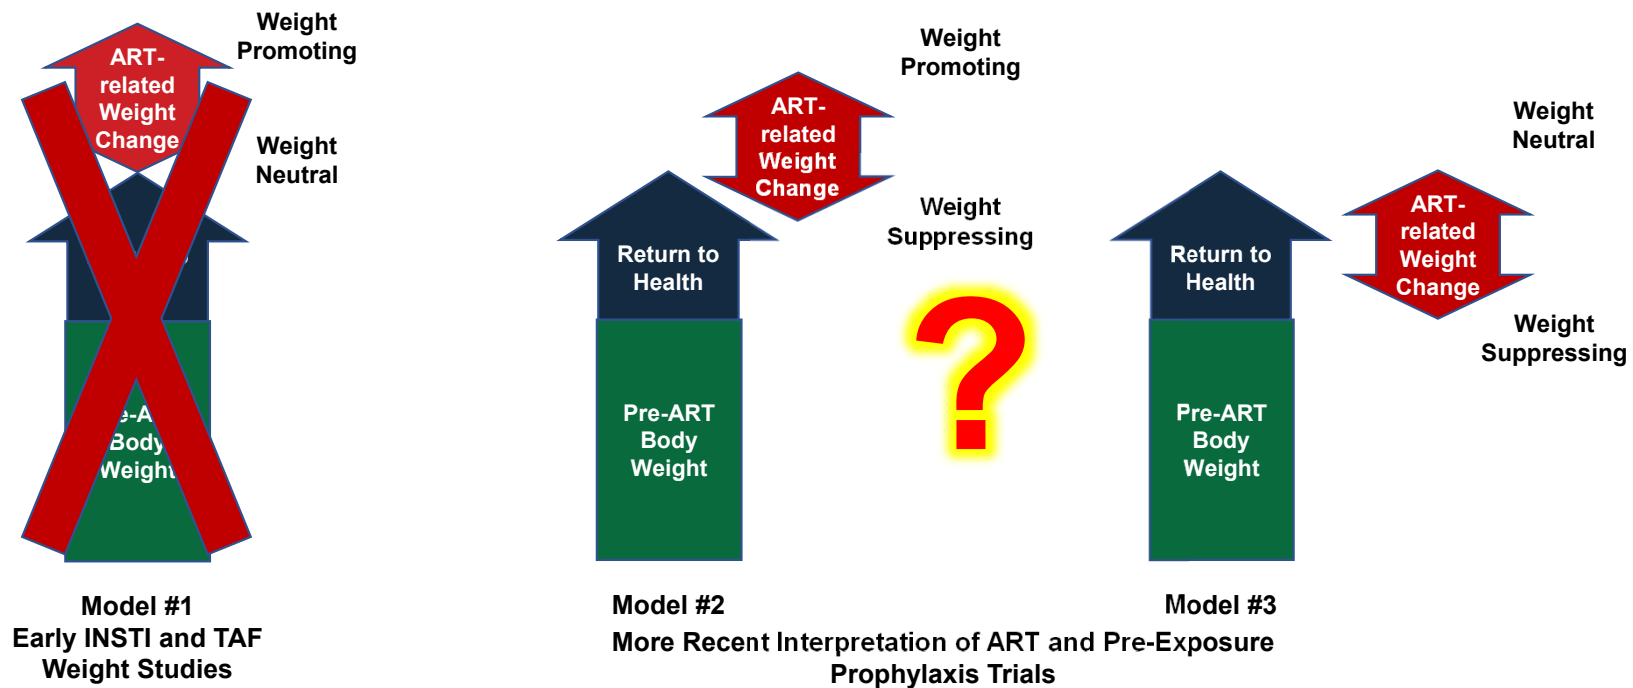 Weight
Promoting
ART-
related
Weight
Change
Weight
Neutral
Body
Weight
Model #1
Early INSTI and TAF
Weight Studies
Weight
Promoting
ART-
related
Weight
Change
Weight
Suppressing
Return to
Health
?
Pre-ART
Body
Weight
Model #2
Weight
Neutral
ART-
related
Weight
Change
Weight
Suppressing
Return to
Health
Pre-ART
Body
Weight
Model #3
More Recent Interpretation of ART and Pre-Exposure
Prophylaxis Trials